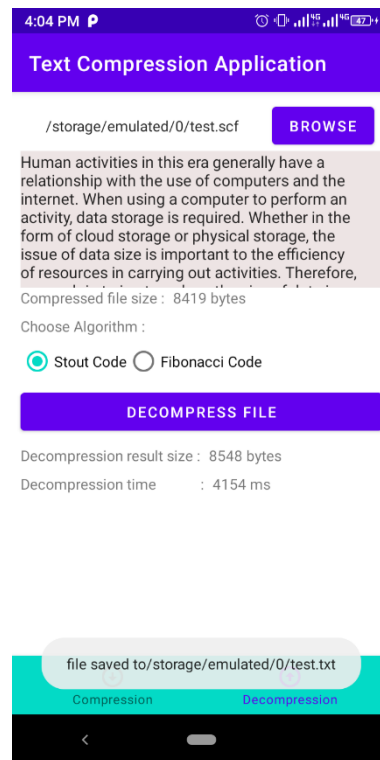 4:04 PM
47
Text Compression Application
/storage/emulated/0/test.scf
BROWSE
Human activities in this era generally have a
relationship with the use of computers and the
internet. When using a computer to perform an
activity, data storage is required. Whether in the
form of cloud storage or physical storage, the
issue of data size is important to the efficiency
of resources in carrying out activities. Therefore,
Compressed file size : 8419 bytes
Choose Algorithm :
Stout Code
Fibonacci Code
DECOMPRESS FILE
Decompression result size : 8548 bytes
Decompression time : 4154 ms
file saved to/storage/emulated/0/test.txt
Compression
Decompression